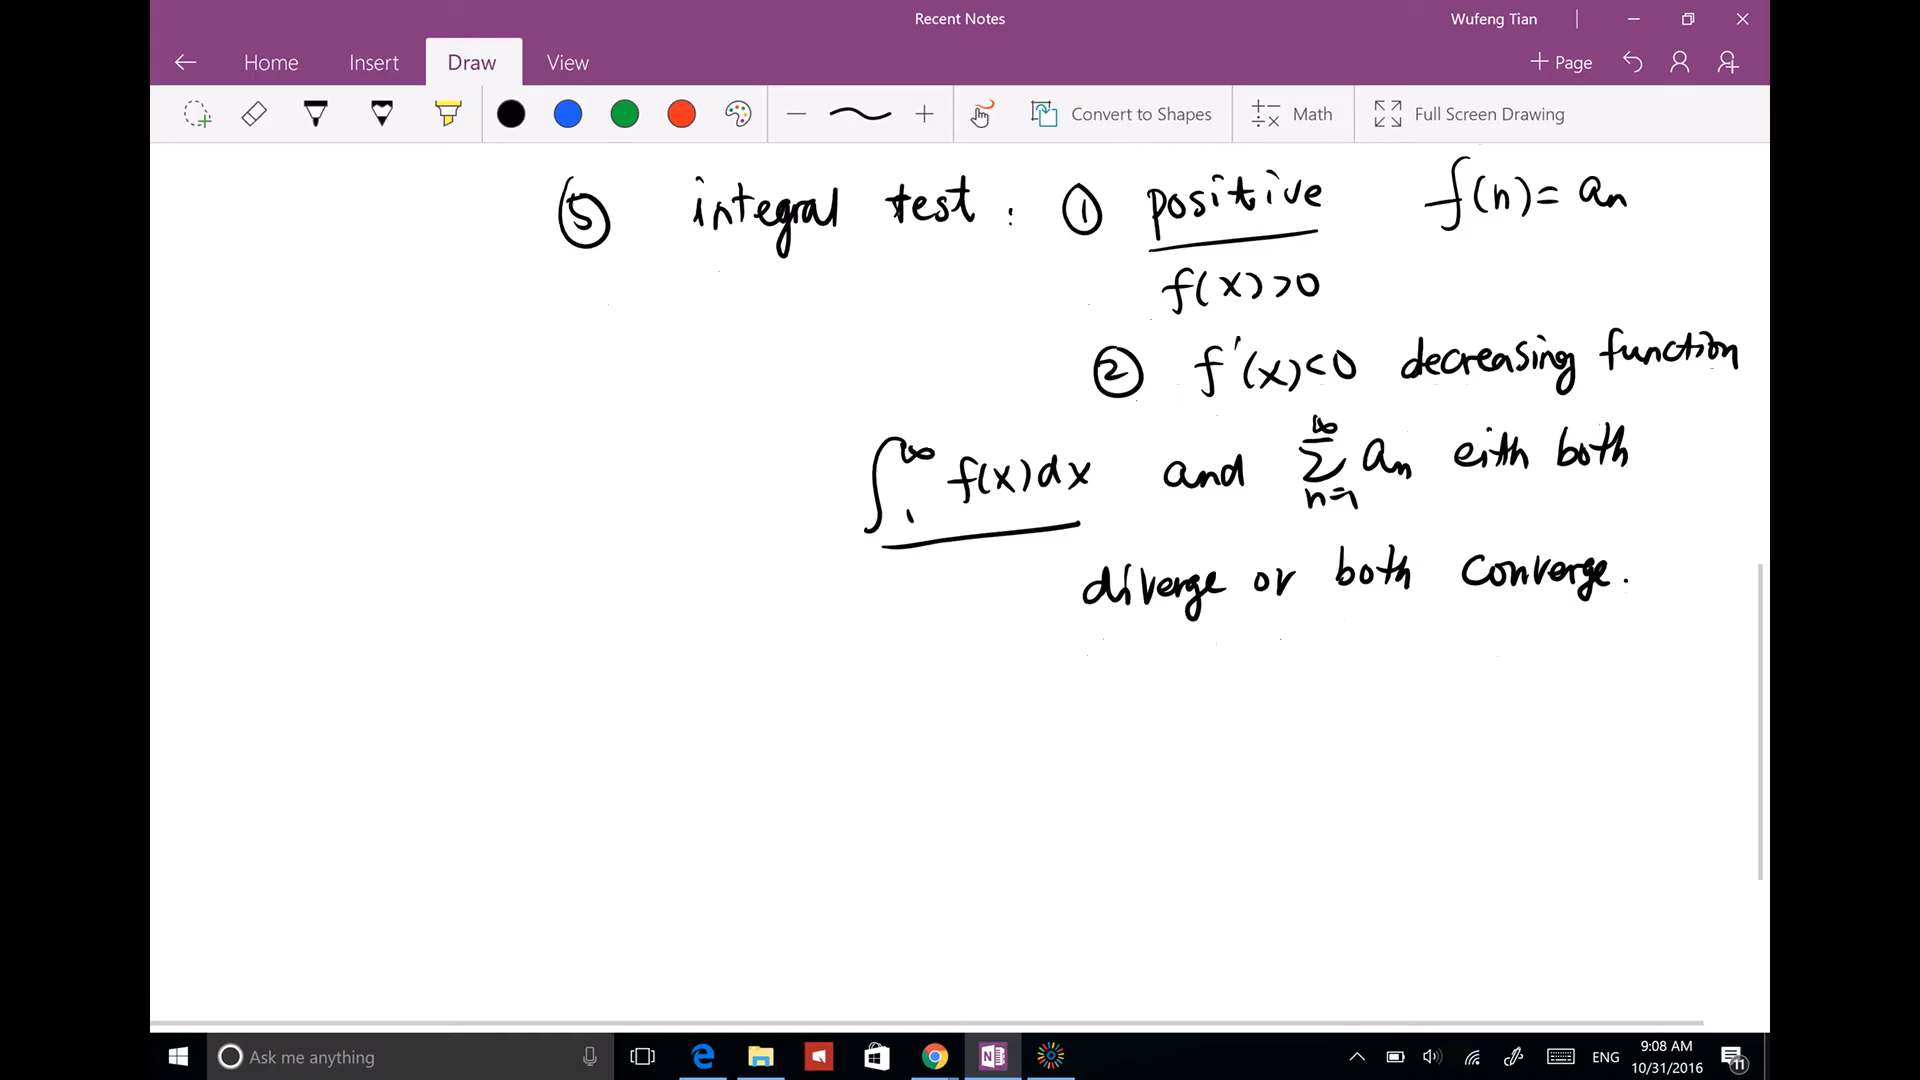 Recent Notes
Wufeng Tian
Home Insert Draw View
Page
Convert to Shapes Math Full Screen Drawing
⑤ integral test : ① positive f(n)= an
f(x)>0
② f'(x)<0 decreasing function
∫₁^∞ f(x)dx and ∑_{n=1}^∞ an eith both
diverge or both converge.
Ask me anything
ENG
9:08 AM
10/31/2016
11